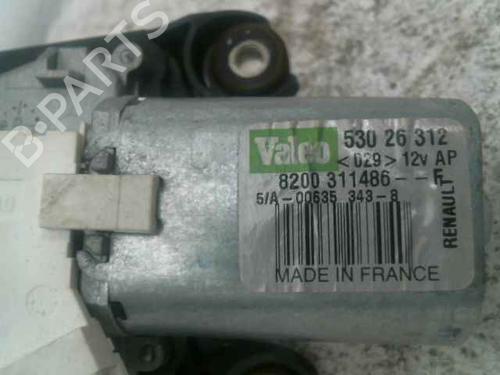 B-PARTS
Valeo
530 26 312
<029> 12v AP
8200 311486--F
5/A-00635 343-8
RENAULT
MADE IN FRANCE